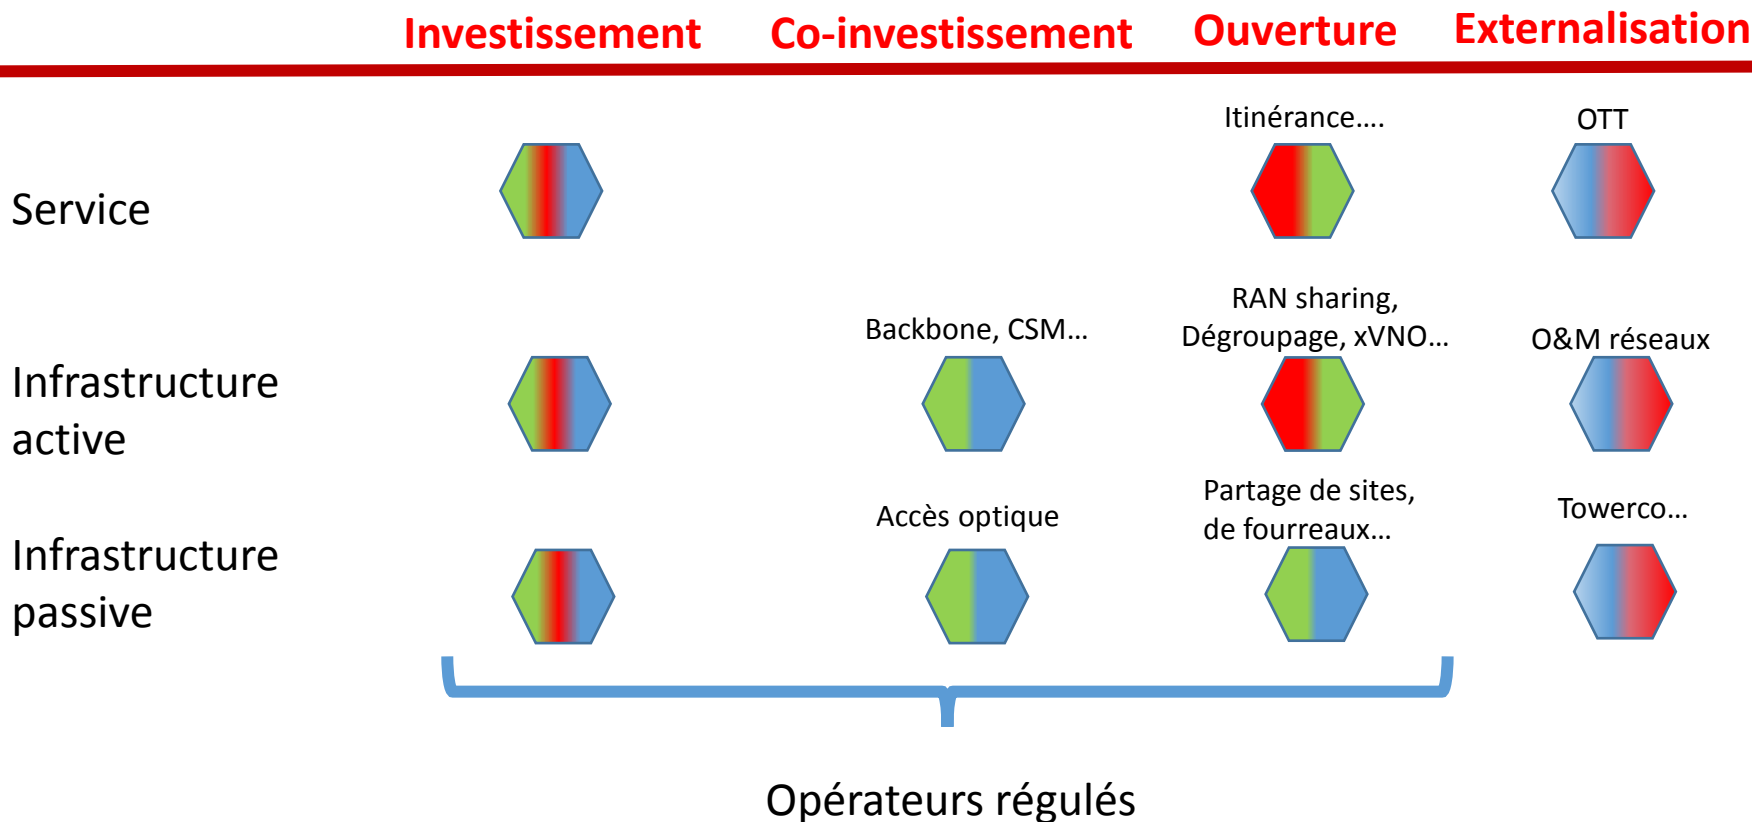 Investissement Co-investissement Ouverture Externalisation
Itinérance.... OTT
Service
RAN sharing,
Backbone, CSM... Dégroupage, xVNO... O&M réseaux
Infrastructure
active
Partage de sites,
Accès optique de fourreaux... Towerco...
Infrastructure
passive
Opérateurs régulés